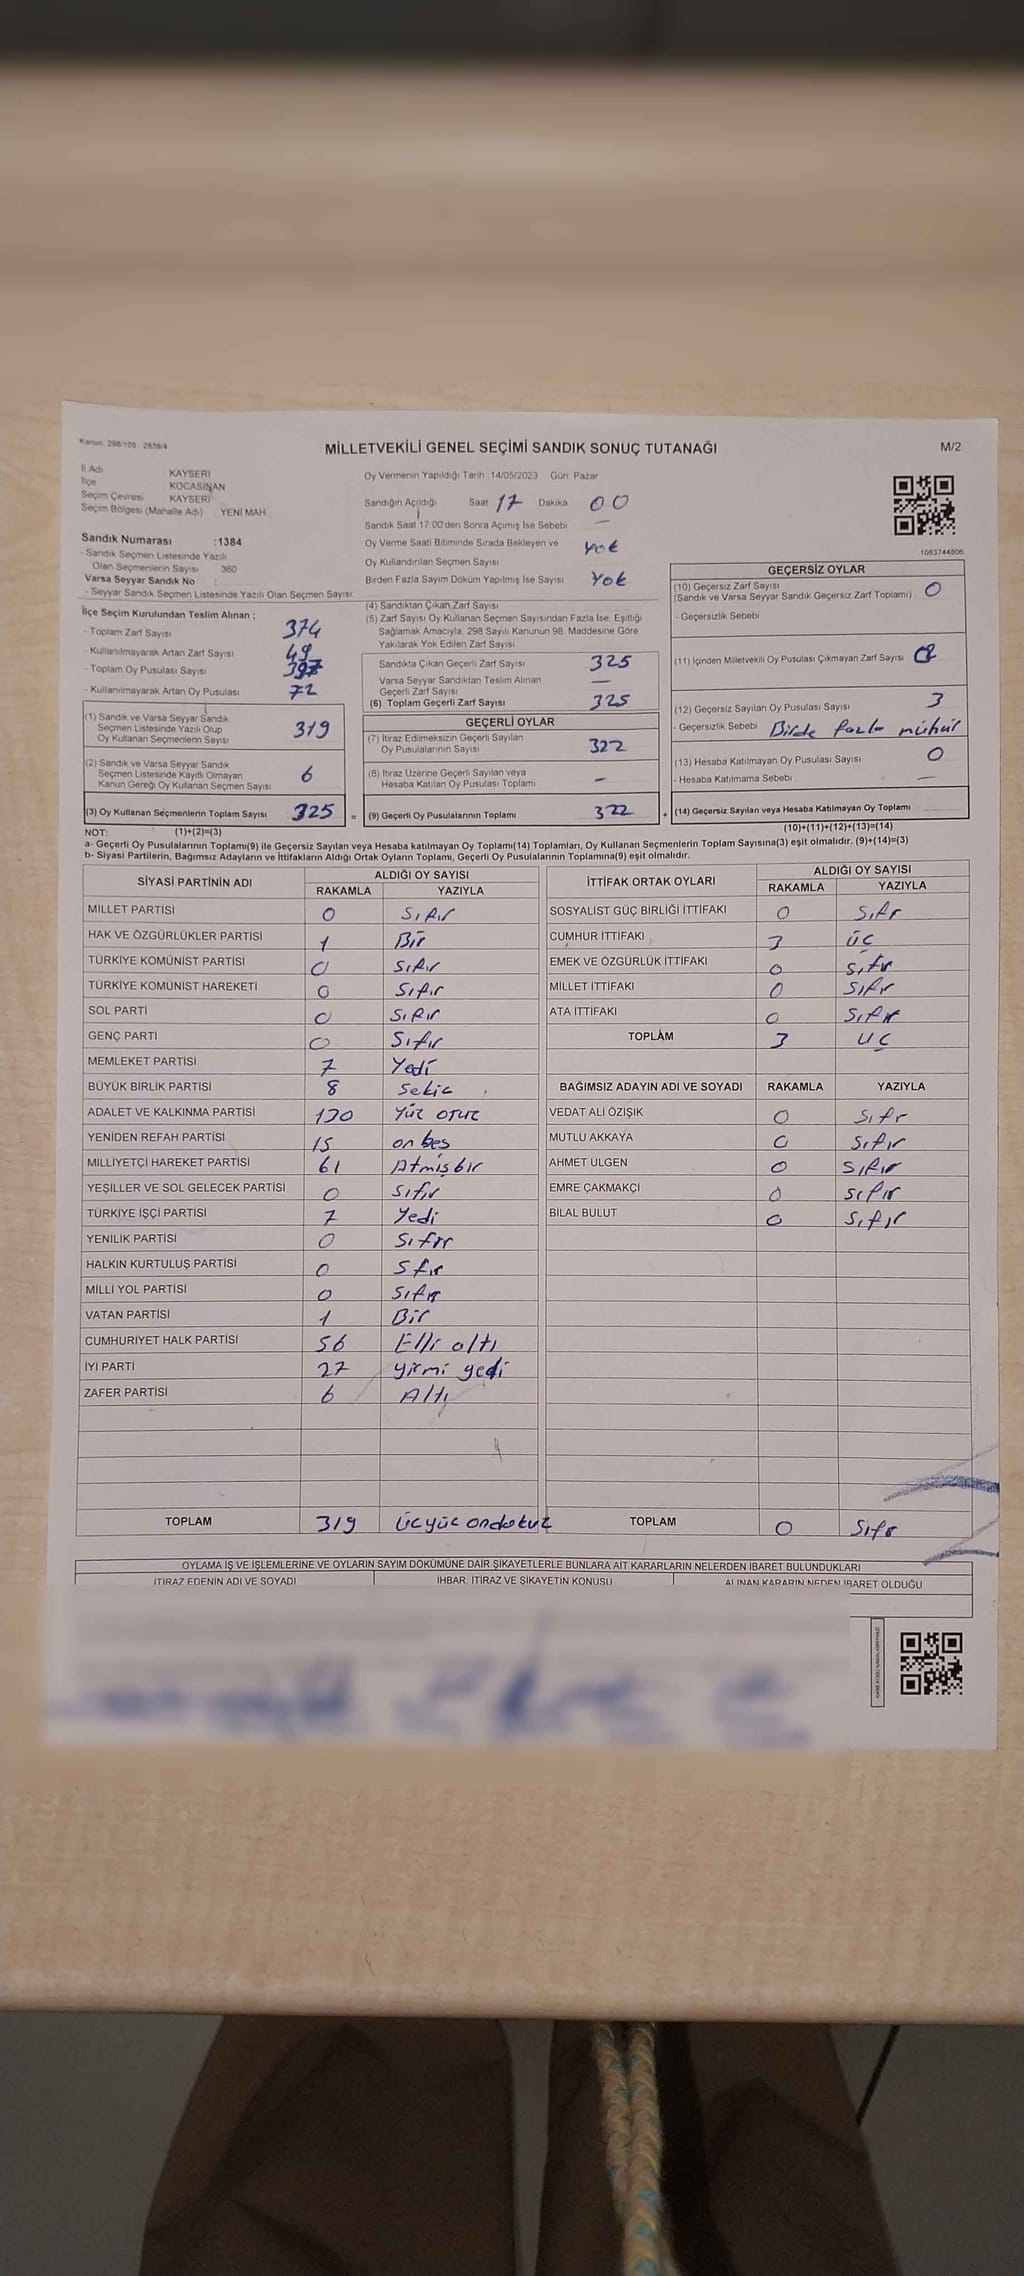 Kanun: 298/105 2839/4
MİLLETVEKİLİ GENEL SEÇİMİ SANDIK SONUÇ TUTANAĞI
M/2
İl Adı KAYSERİ
İlçe KOCASİNAN
Seçim Çevresi KAYSERİ
Seçim Bölgesi (Mahalle Adı) YENİ MAH.
Sandık Numarası :1384
- Sandık Seçmen Listesinde Yazılı
Olan Seçmenlerin Sayısı 360
Varsa Seyyar Sandık No :
- Seyyar Sandık Seçmen Listesinde Yazılı Olan Seçmen Sayısı:
Oy Vermenin Yapıldığı Tarih :14/05/2023 Gün: Pazar
Sandığın Açıldığı Saat 17 Dakika 00
Sandık Saat 17:00'den Sonra Açımış İse Sebebi —
Oy Verme Saati Bitiminde Sırada Bekleyen ve yok
Oy Kullandırılan Seçmen Sayısı
Birden Fazla Sayım Döküm Yapılmış İse Sayısı Yok
1063744806
İlçe Seçim Kurulundan Teslim Alınan ;
- Toplam Zarf Sayısı 374
- Kullanılmayarak Artan Zarf Sayısı 49
- Toplam Oy Pusulası Sayısı
- Kullanılmayarak Artan Oy Pusulası 72
(1) Sandık ve Varsa Seyyar Sandık
Seçmen Listesinde Yazılı Olup
Oy Kullanan Seçmenlerin Sayısı 319
(2) Sandık ve Varsa Seyyar Sandık
Seçmen Listesinde Kayıtlı Olmayan
Kanun Gereği Oy Kullanan Seçmen Sayısı 6
(3) Oy Kullanan Seçmenlerin Toplam Sayısı 325 =
(4) Sandıktan Çıkan Zarf Sayısı
(5) Zarf Sayısı Oy Kullanan Seçmen Sayısından Fazla İse, Eşitliği
Sağlamak Amacıyla, 298 Sayılı Kanunun 98. Maddesine Göre
Yakılarak Yok Edilen Zarf Sayısı
Sandıkta Çıkan Geçerli Zarf Sayısı 325
Varsa Seyyar Sandıktan Teslim Alınan
Geçerli Zarf Sayısı —
(6) Toplam Geçerli Zarf Sayısı 325
GEÇERLİ OYLAR
(7) İtiraz Edilmeksizin Geçerli Sayılan
Oy Pusulalarının Sayısı 322
(8) İtiraz Üzerine Geçerli Sayılan veya
Hesaba Katılan Oy Pusulası Toplamı –
(9) Geçerli Oy Pusulalarının Toplamı 322 +
GEÇERSİZ OYLAR
(10) Geçersiz Zarf Sayısı 0
(Sandık ve Varsa Seyyar Sandık Geçersiz Zarf Toplamı)
- Geçersizlik Sebebi
(11) İçinden Milletvekili Oy Pusulası Çıkmayan Zarf Sayısı
(12) Geçersiz Sayılan Oy Pusulası Sayısı 3
- Geçersizlik Sebebi Birde fazla mühür
(13) Hesaba Katılmayan Oy Pusulası Sayısı 0
- Hesaba Katılmama Sebebi : —
(14) Geçersiz Sayılan veya Hesaba Katılmayan Oy Toplamı
NOT: (1)+(2)=(3) (10)+(11)+(12)+(13)=(14)
a- Geçerli Oy Pusulalarının Toplamı(9) ile Geçersiz Sayılan veya Hesaba katılmayan Oy Toplamı(14) Toplamları, Oy Kullanan Seçmenlerin Toplam Sayısına(3) eşit olmalıdır. (9)+(14)=(3)
b- Siyasi Partilerin, Bağımsız Adayların ve İttifakların Aldığı Ortak Oyların Toplamı, Geçerli Oy Pusulalarının Toplamına(9) eşit olmalıdır.
SİYASİ PARTİNİN ADI ALDIĞI OY SAYISI
RAKAMLA YAZIYLA
MİLLET PARTİSİ 0 Sıfır
HAK VE ÖZGÜRLÜKLER PARTİSİ 1 Bir
TÜRKİYE KOMÜNİST PARTİSİ 0 Sıfır
TÜRKİYE KOMÜNİST HAREKETİ 0 Sıfır
SOL PARTİ 0 Sıfır
GENÇ PARTİ 0 Sıfır
MEMLEKET PARTİSİ 7 Yedi
BÜYÜK BİRLİK PARTİSİ 8 Sekiz
ADALET VE KALKINMA PARTİSİ 130 Yüz otuz
YENİDEN REFAH PARTİSİ 15 on beş
MİLLİYETÇİ HAREKET PARTİSİ 61 Atmış bir
YEŞİLLER VE SOL GELECEK PARTİSİ 0 Sıfır
TÜRKİYE İŞÇİ PARTİSİ 7 Yedi
YENİLİK PARTİSİ 0 Sıfır
HALKIN KURTULUŞ PARTİSİ 0 Sfır
MİLLİ YOL PARTİSİ 0 Sıfır
VATAN PARTİSİ 1 Bir
CUMHURİYET HALK PARTİSİ 56 Elli altı
İYİ PARTİ 27 yirmi yedi
ZAFER PARTİSİ 6 Altı
TOPLAM 319 üçyüz ondokuz
İTTİFAK ORTAK OYLARI ALDIĞI OY SAYISI
RAKAMLA YAZIYLA
SOSYALİST GÜÇ BİRLİĞİ İTTİFAKI 0 Sıfr
CUMHUR İTTİFAKI 3 üç
EMEK VE ÖZGÜRLÜK İTTİFAKI 0 Sıfır
MİLLET İTTİFAKI 0 Sıfır
ATA İTTİFAKI 0 Sıfır
TOPLAM 3 üç
BAĞIMSIZ ADAYIN ADI VE SOYADI RAKAMLA YAZIYLA
VEDAT ALİ ÖZIŞIK 0 Sıfr
MUTLU AKKAYA 0 Sıfır
AHMET ÜLGEN 0 Sıfır
EMRE ÇAKMAKÇİ 0 Sıfır
BİLAL BULUT 0 Sıfır
TOPLAM 0 Sıfr
OYLAMA İŞ VE İŞLEMLERİNE VE OYLARIN SAYIM DÖKÜMÜNE DAİR ŞİKAYETLERLE BUNLARA AİT KARARLARIN NELERDEN İBARET BULUNDUKLARI
İTİRAZ EDENİN ADI VE SOYADI İHBAR, İTİRAZ VE ŞİKAYETİN KONUSU ALINAN KARARIN NEDEN İBARET OLDUĞU